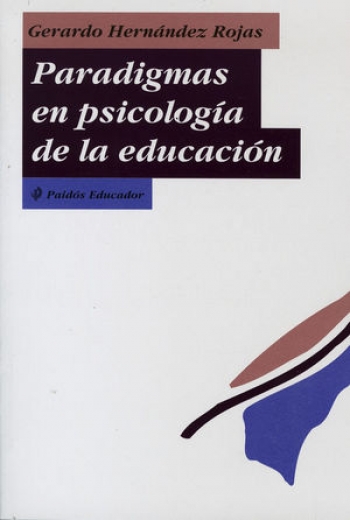 Gerardo Hernández Rojas
Paradigmas
en psicología
de la educación
Paidós Educador